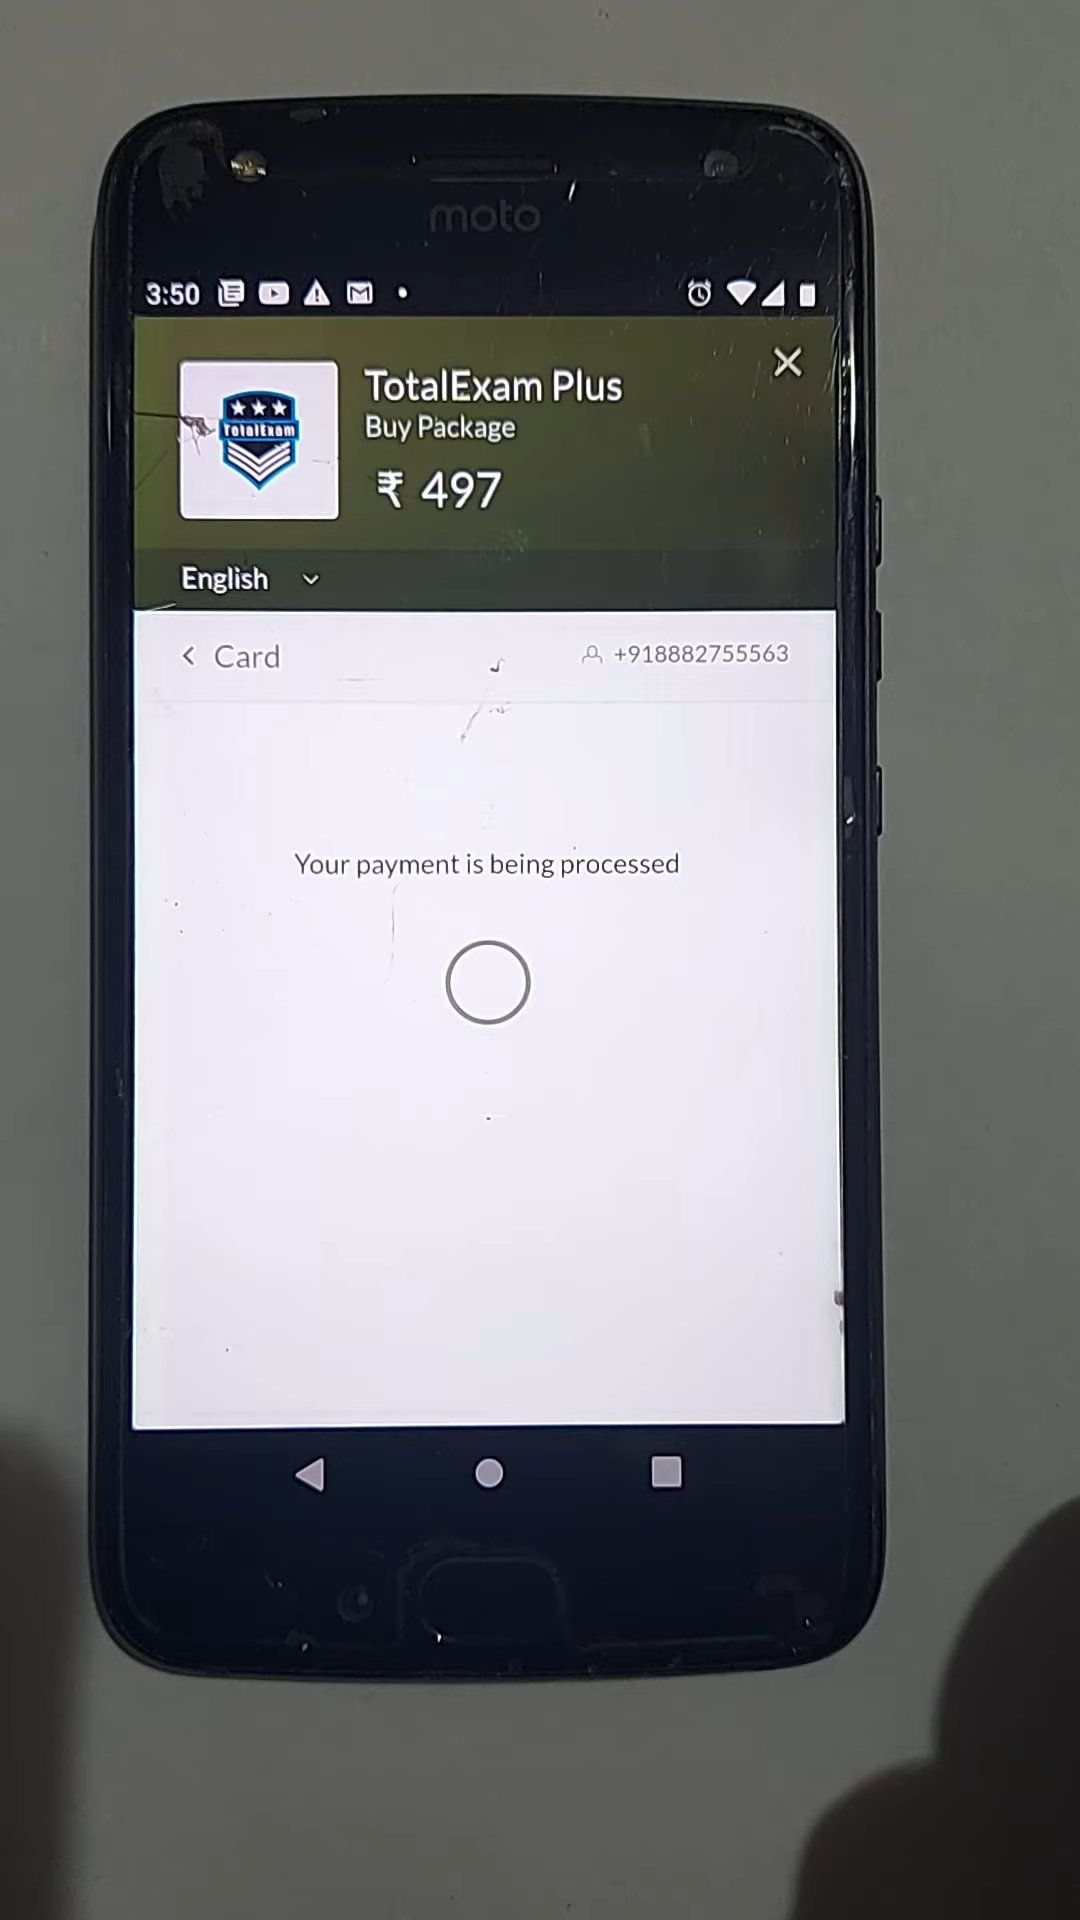 moto
3:50
TotalExam
TotalExam Plus
Buy Package
₹ 497
English
Card
+918882755563
Your payment is being processed